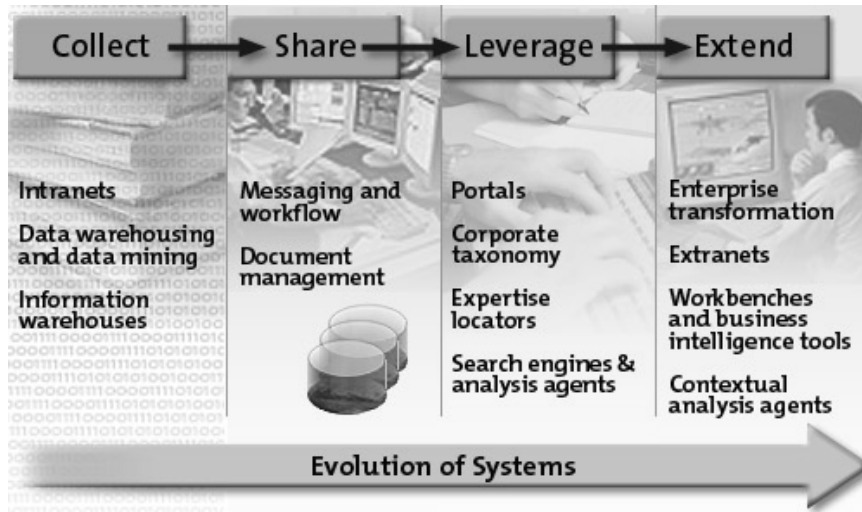 Collect
Share
Leverage
Extend
Intranets
Data warehousing
and data mining
Information
warehouses
Messaging and
workflow
Document
management
Portals
Corporate
taxonomy
Expertise
locators
Search engines &
analysis agents
Enterprise
transformation
Extranets
Workbenches
and business
intelligence tools
Contextual
analysis agents
Evolution of Systems